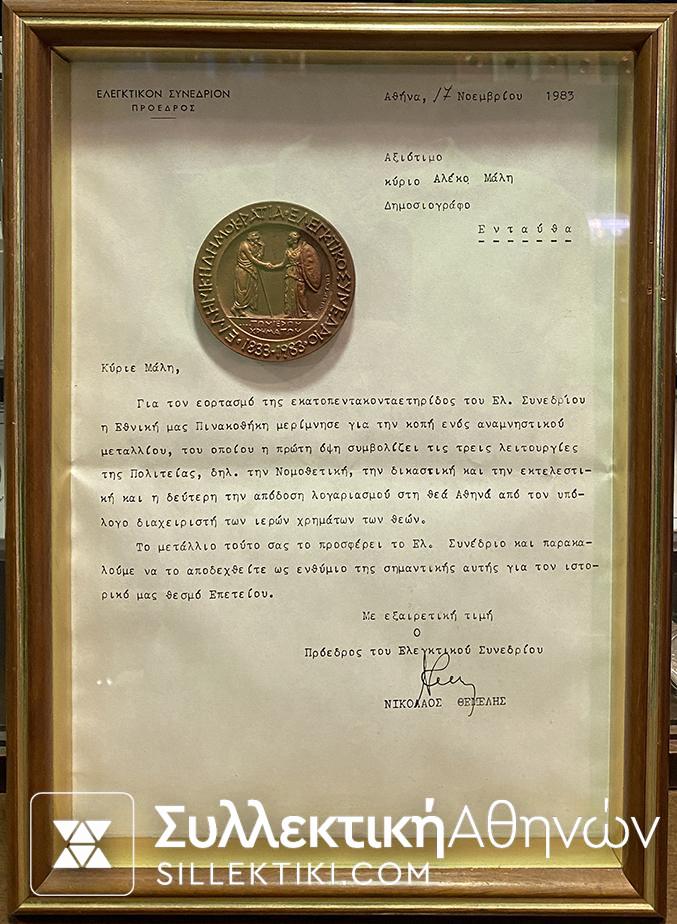 ΕΛΕΓΚΤΙΚΟΝ ΣΥΝΕΔΡΙΟΝ
ΠΡΟΕΔΡΟΣ
Αθήνα, 17 Νοεμβρίου 1983
Αξιότιμο
κύριο Αλέκο Μάλη
Δημοσιογράφο
Ενταύθα
ΕΛΛΗΝΙΚΗ ΔΗΜΟΚΡΑΤΙΑ·ΕΛΕΓΚΤΙΚΟ ΣΥΝΕΔΡΙΟ
ΧΡΗΜΑΤΩΝ
·1833-1983·
Κύριε Μάλη,
Για τον εορτασμό της εκατοπεντακονταετηρίδος του Ελ. Συνεδρίου
η Εθνική μας Πινακοθήκη μερίμνησε για την κοπή ενός αναμνηστικού
μεταλλίου, του οποίου η πρώτη όψη συμβολίζει τις τρεις λειτουργίες
της Πολιτείας, δηλ. την Νομοθετική, την δικαστική και την εκτελεστι-
κή και η δεύτερη την απόδοση λογαριασμού στη θεά Αθηνά από τον υπό-
λογο διαχειριστή των ιερών χρημάτων των θεών.
Το μετάλλιο τούτο σας το προσφέρει το Ελ. Συνέδριο και παρακα-
λούμε να το αποδεχθείτε ως ενθύμιο της σημαντικής αυτής για τον ιστο-
ρικό μας θεσμό Επετείου.
Με εξαιρετική τιμή
Ο
Πρόεδρος του Ελεγκτικού Συνεδρίου
ΝΙΚΟΛΑΟΣ ΘΕΜΕΛΗΣ
ΣυλλεκτικήΑθηνών
SILLEKTIKI.COM